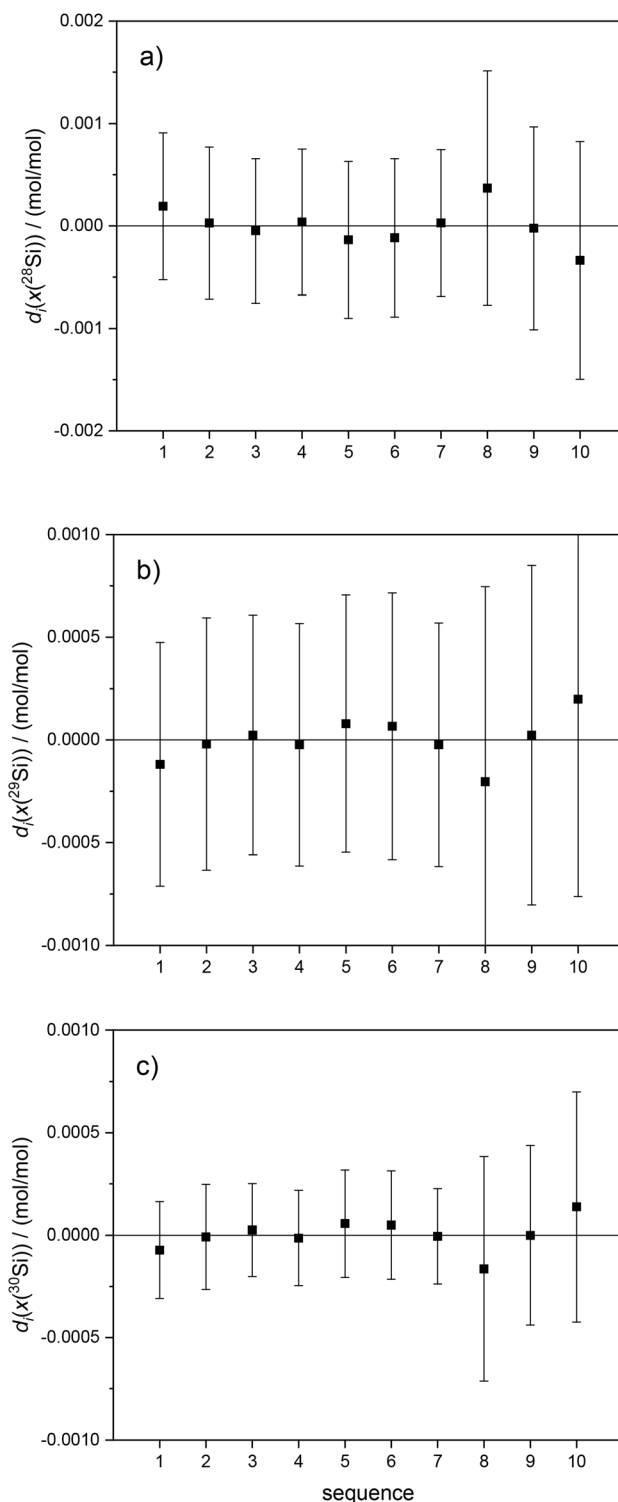 a)
0.002
0.001
0.000
-0.001
-0.002
dᵢ(x(²⁸Si)) / (mol/mol)
1 2 3 4 5 6 7 8 9 10
b)
0.0010
0.0005
0.0000
-0.0005
-0.0010
dᵢ(x(²⁹Si)) / (mol/mol)
1 2 3 4 5 6 7 8 9 10
c)
0.0010
0.0005
0.0000
-0.0005
-0.0010
dᵢ(x(³⁰Si)) / (mol/mol)
1 2 3 4 5 6 7 8 9 10
sequence